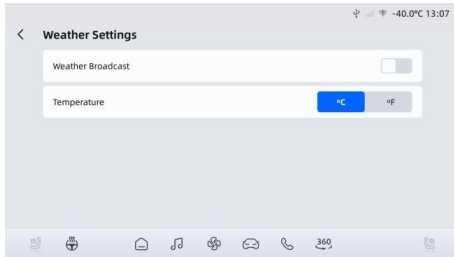 -40.0°C 13:07
Weather Settings
Weather Broadcast
Temperature °C °F
360